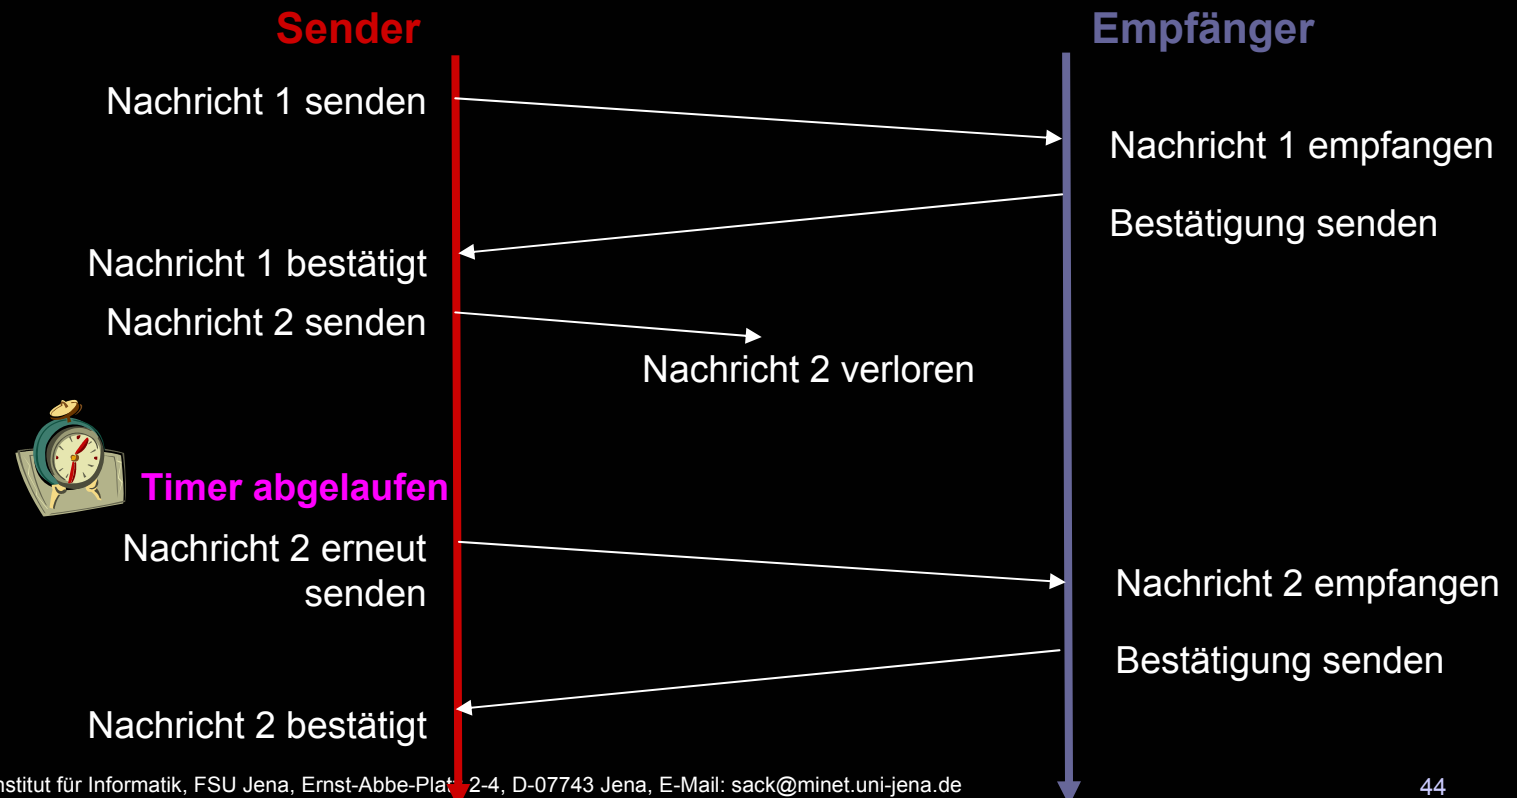 Sender
Empfänger
Nachricht 1 senden
Nachricht 1 empfangen
Bestätigung senden
Nachricht 1 bestätigt
Nachricht 2 senden
Nachricht 2 verloren
Timer abgelaufen
Nachricht 2 erneut
senden
Nachricht 2 empfangen
Bestätigung senden
Nachricht 2 bestätigt
nstitut für Informatik, FSU Jena, Ernst-Abbe-Platz 2-4, D-07743 Jena, E-Mail: sack@minet.uni-jena.de
44